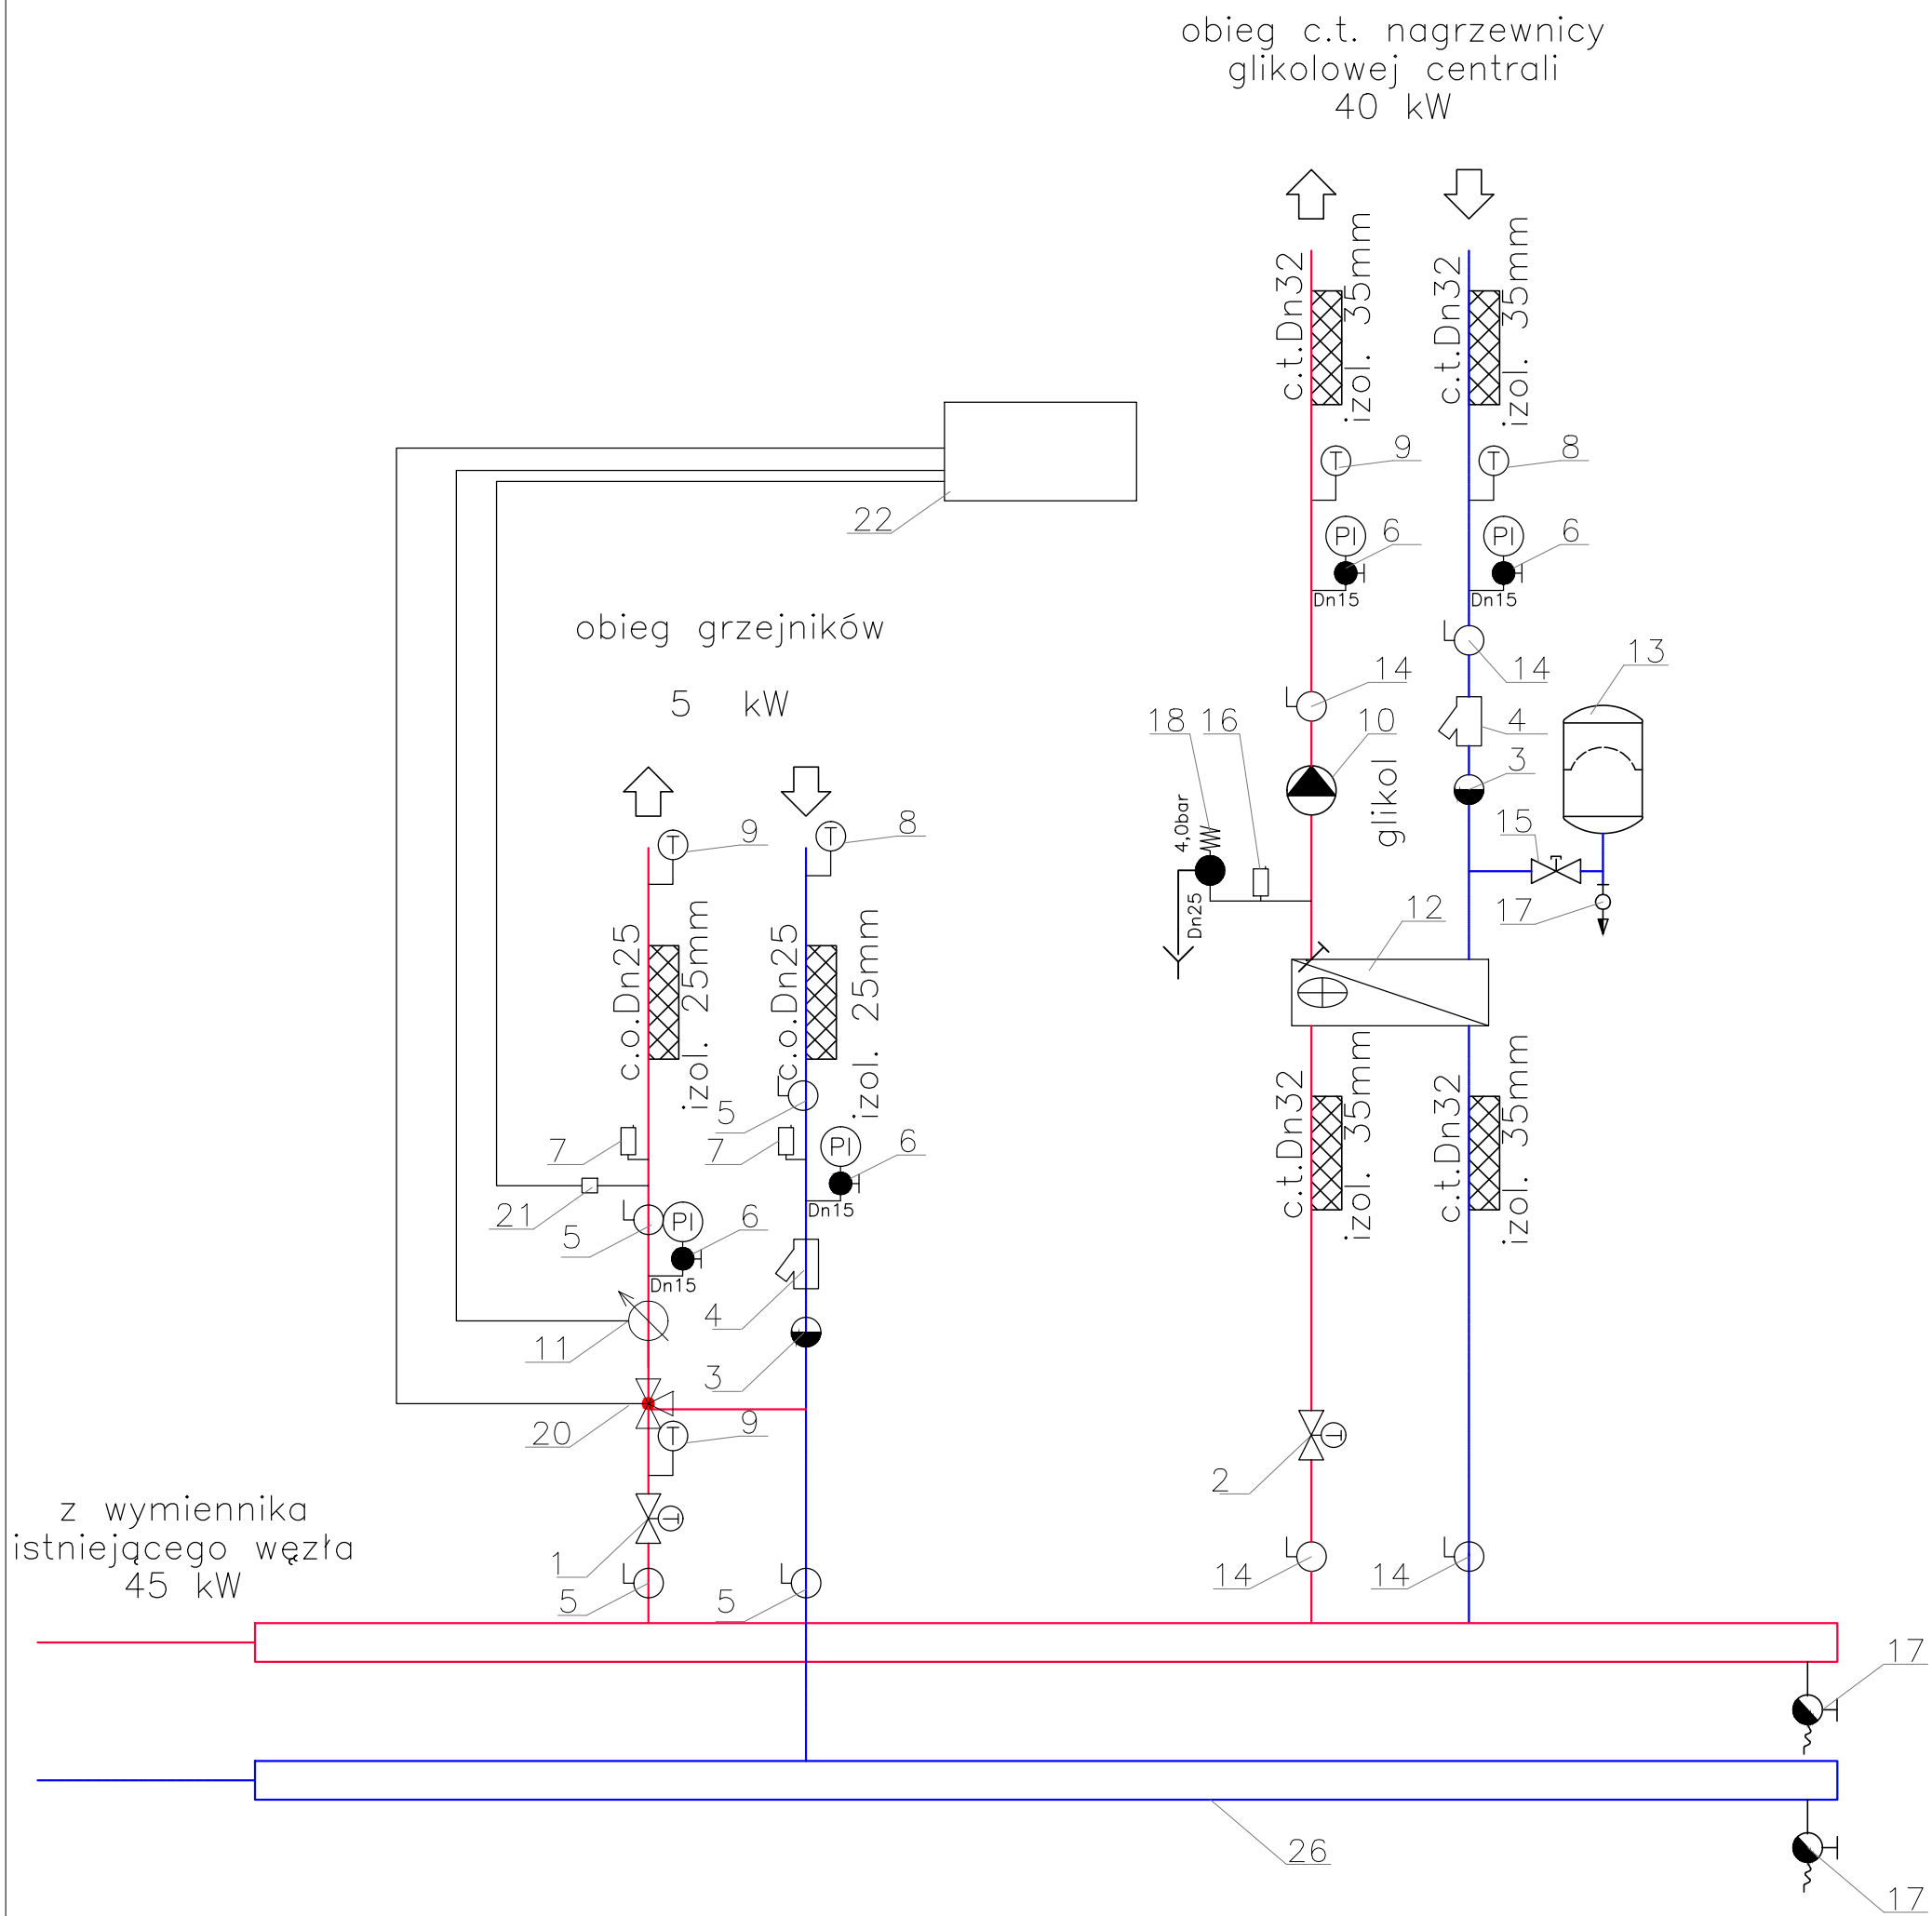 obieg c.t. nagrzewnicy
glikolowej centrali
40 kW
c.t.Dn32
izol. 35mm
c.t.Dn32
izol. 35mm
9
8
22
PI
6
PI
6
T
T
Dn15
Dn15
obieg grzejników
5 kW
14
14
13
18
16
10
4
3
glikol
4,0bar
Dn25
15
17
12
T
9
T
8
c.o.Dn25
izol. 25mm
c.o.Dn25
izol. 25mm
5
7
7
PI
6
Dn15
21
5
PI
6
Dn15
4
11
3
20
T
9
c.t.Dn32
izol. 35mm
c.t.Dn32
izol. 35mm
2
T
z wymiennika
istniejącego węzła
45 kW
1
T
5
5
14
14
17
26
17